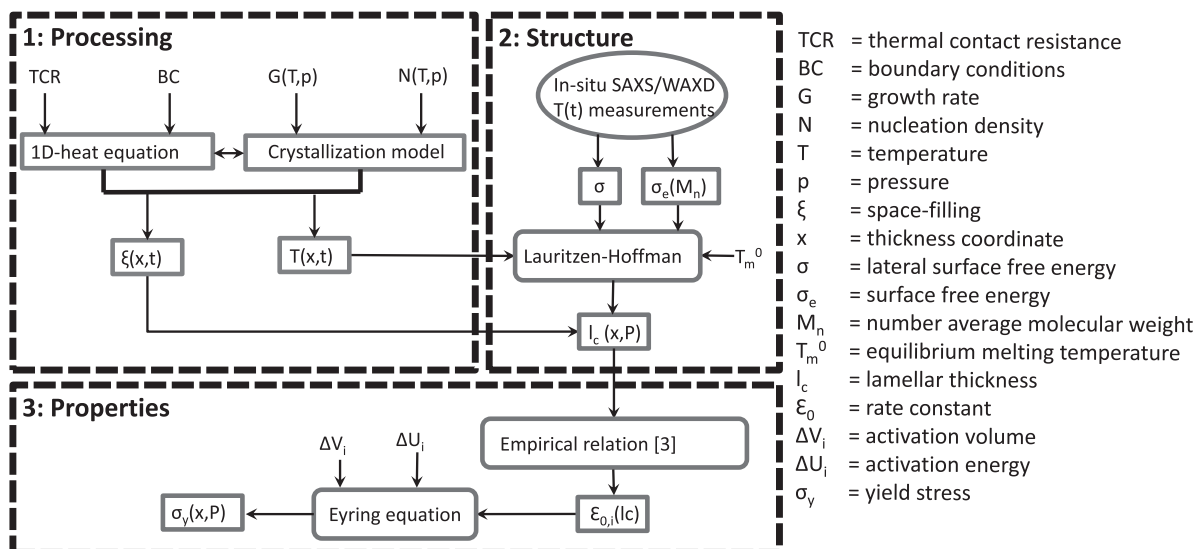 1: Processing
TCR
BC
G(T,p)
N(T,p)
1D-heat equation
Crystallization model
ξ(x,t)
T(x,t)
2: Structure
In-situ SAXS/WAXD
T(t) measurements
σ
σe(Mn)
Lauritzen-Hoffman
Tm0
lc (x,P)
3: Properties
Empirical relation [3]
ΔVi
ΔUi
σy(x,P)
Eyring equation
Ɛ0,i(lc)
TCR = thermal contact resistance
BC = boundary conditions
G = growth rate
N = nucleation density
T = temperature
p = pressure
ξ = space-filling
x = thickness coordinate
σ = lateral surface free energy
σe = surface free energy
Mn = number average molecular weight
Tm0 = equilibrium melting temperature
lc = lamellar thickness
Ɛ0 = rate constant
ΔVi = activation volume
ΔUi = activation energy
σy = yield stress